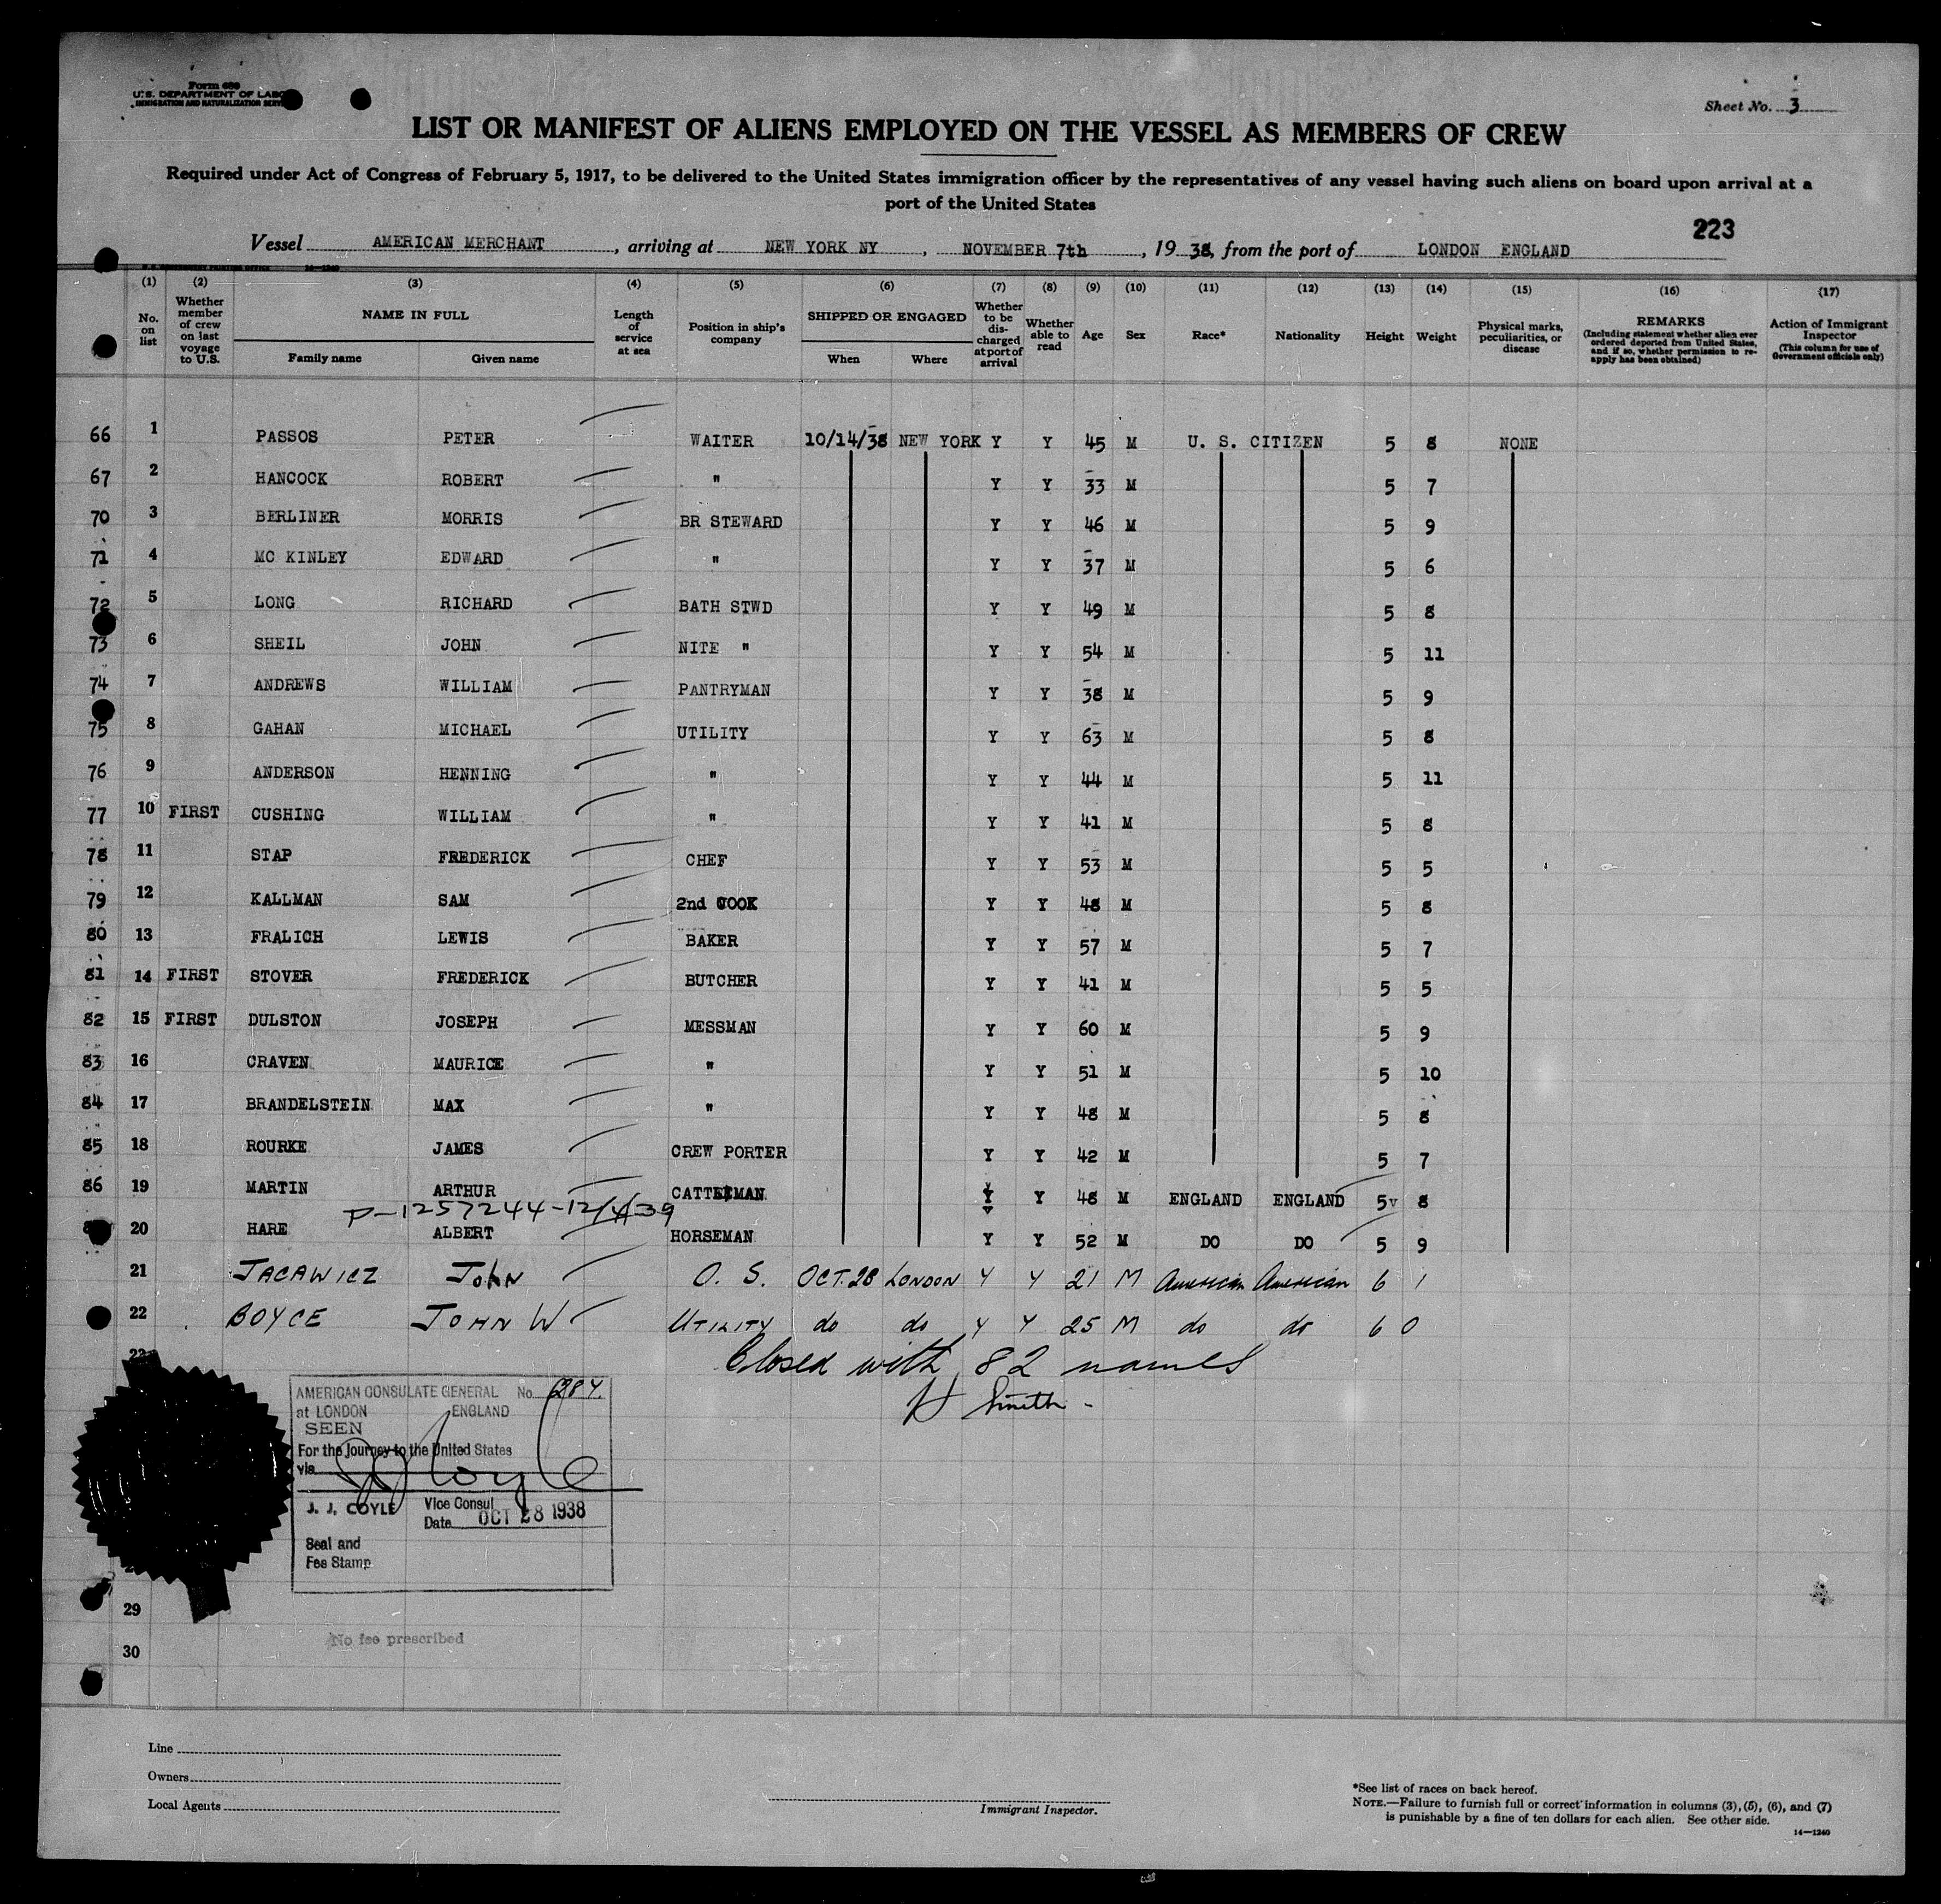 Form 680
U. S. DEPARTMENT OF LABOR
IMMIGRATION AND NATURALIZATION SERVICE
Sheet No. 3
LIST OR MANIFEST OF ALIENS EMPLOYED ON THE VESSEL AS MEMBERS OF CREW
Required under Act of Congress of February 5, 1917, to be delivered to the United States immigration officer by the representatives of any vessel having such aliens on board upon arrival at a
port of the United States
223
Vessel AMERICAN MERCHANT, arriving at NEW YORK NY, NOVEMBER 7th, 1938, from the port of LONDON ENGLAND
(1) (2) (3) (4) (5) (6) (7) (8) (9) (10) (11) (12) (13) (14) (15) (16) (17)
No. on list
Whether member of crew on last voyage to U.S.
NAME IN FULL
Family name
Given name
Length of service at sea
Position in ship's company
SHIPPED OR ENGAGED
When
Where
Whether to be discharged at port of arrival
Whether able to read
Age
Sex
Race*
Nationality
Height
Weight
Physical marks, peculiarities, or disease
REMARKS
(Including statement whether alien ever ordered deported from United States, and if so, whether permission to reapply has been obtained)
Action of Immigrant Inspector
(This column for use of Government officials only)
66 1 PASSOS PETER WAITER 10/14/38 NEW YORK Y Y 45 M U. S. CITIZEN 5 8 NONE
67 2 HANCOCK ROBERT " Y Y 33 M 5 7
70 3 BERLINER MORRIS BR STEWARD Y Y 46 M 5 9
71 4 MC KINLEY EDWARD " Y Y 37 M 5 6
72 5 LONG RICHARD BATH STWD Y Y 49 M 5 8
73 6 SHEIL JOHN NITE " Y Y 54 M 5 11
74 7 ANDREWS WILLIAM PANTRYMAN Y Y 38 M 5 9
75 8 GAHAN MICHAEL UTILITY Y Y 63 M 5 8
76 9 ANDERSON HENNING " Y Y 44 M 5 11
77 10 FIRST CUSHING WILLIAM " Y Y 41 M 5 8
78 11 STAP FREDERICK CHEF Y Y 53 M 5 5
79 12 KALLMAN SAM 2nd COOK Y Y 48 M 5 8
80 13 FRALICH LEWIS BAKER Y Y 57 M 5 7
81 14 FIRST STOVER FREDERICK BUTCHER Y Y 41 M 5 5
82 15 FIRST DULSTON JOSEPH MESSMAN Y Y 60 M 5 9
83 16 CRAVEN MAURICE " Y Y 51 M 5 10
84 17 BRANDELSTEIN MAX " Y Y 48 M 5 8
85 18 ROURKE JAMES CREW PORTER Y Y 42 M 5 7
86 19 MARTIN ARTHUR CATTLEMAN Y Y 48 M ENGLAND ENGLAND 5 8
P-1257244-12/4/39
20 HARE ALBERT HORSEMAN Y Y 52 M DO DO 5 9
21 JACAWICZ John O. S. OCT. 28 LONDON Y Y 21 M American American 6 1
22 BOYCE JOHN W UTILITY do do Y Y 25 M do do 6 0
Closed with 82 names
H Smith
AMERICAN CONSULATE GENERAL No. 284
at LONDON ENGLAND
SEEN
For the journey to the United States
via
J. J. COYLE Vice Consul
Date OCT 28 1938
Seal and
Fee Stamp
29
No fee prescribed
30
Line
Owners
Local Agents
Immigrant Inspector.
*See list of races on back hereof.
NOTE.—Failure to furnish full or correct information in columns (3), (5), (6), and (7)
is punishable by a fine of ten dollars for each alien. See other side.
14—1240